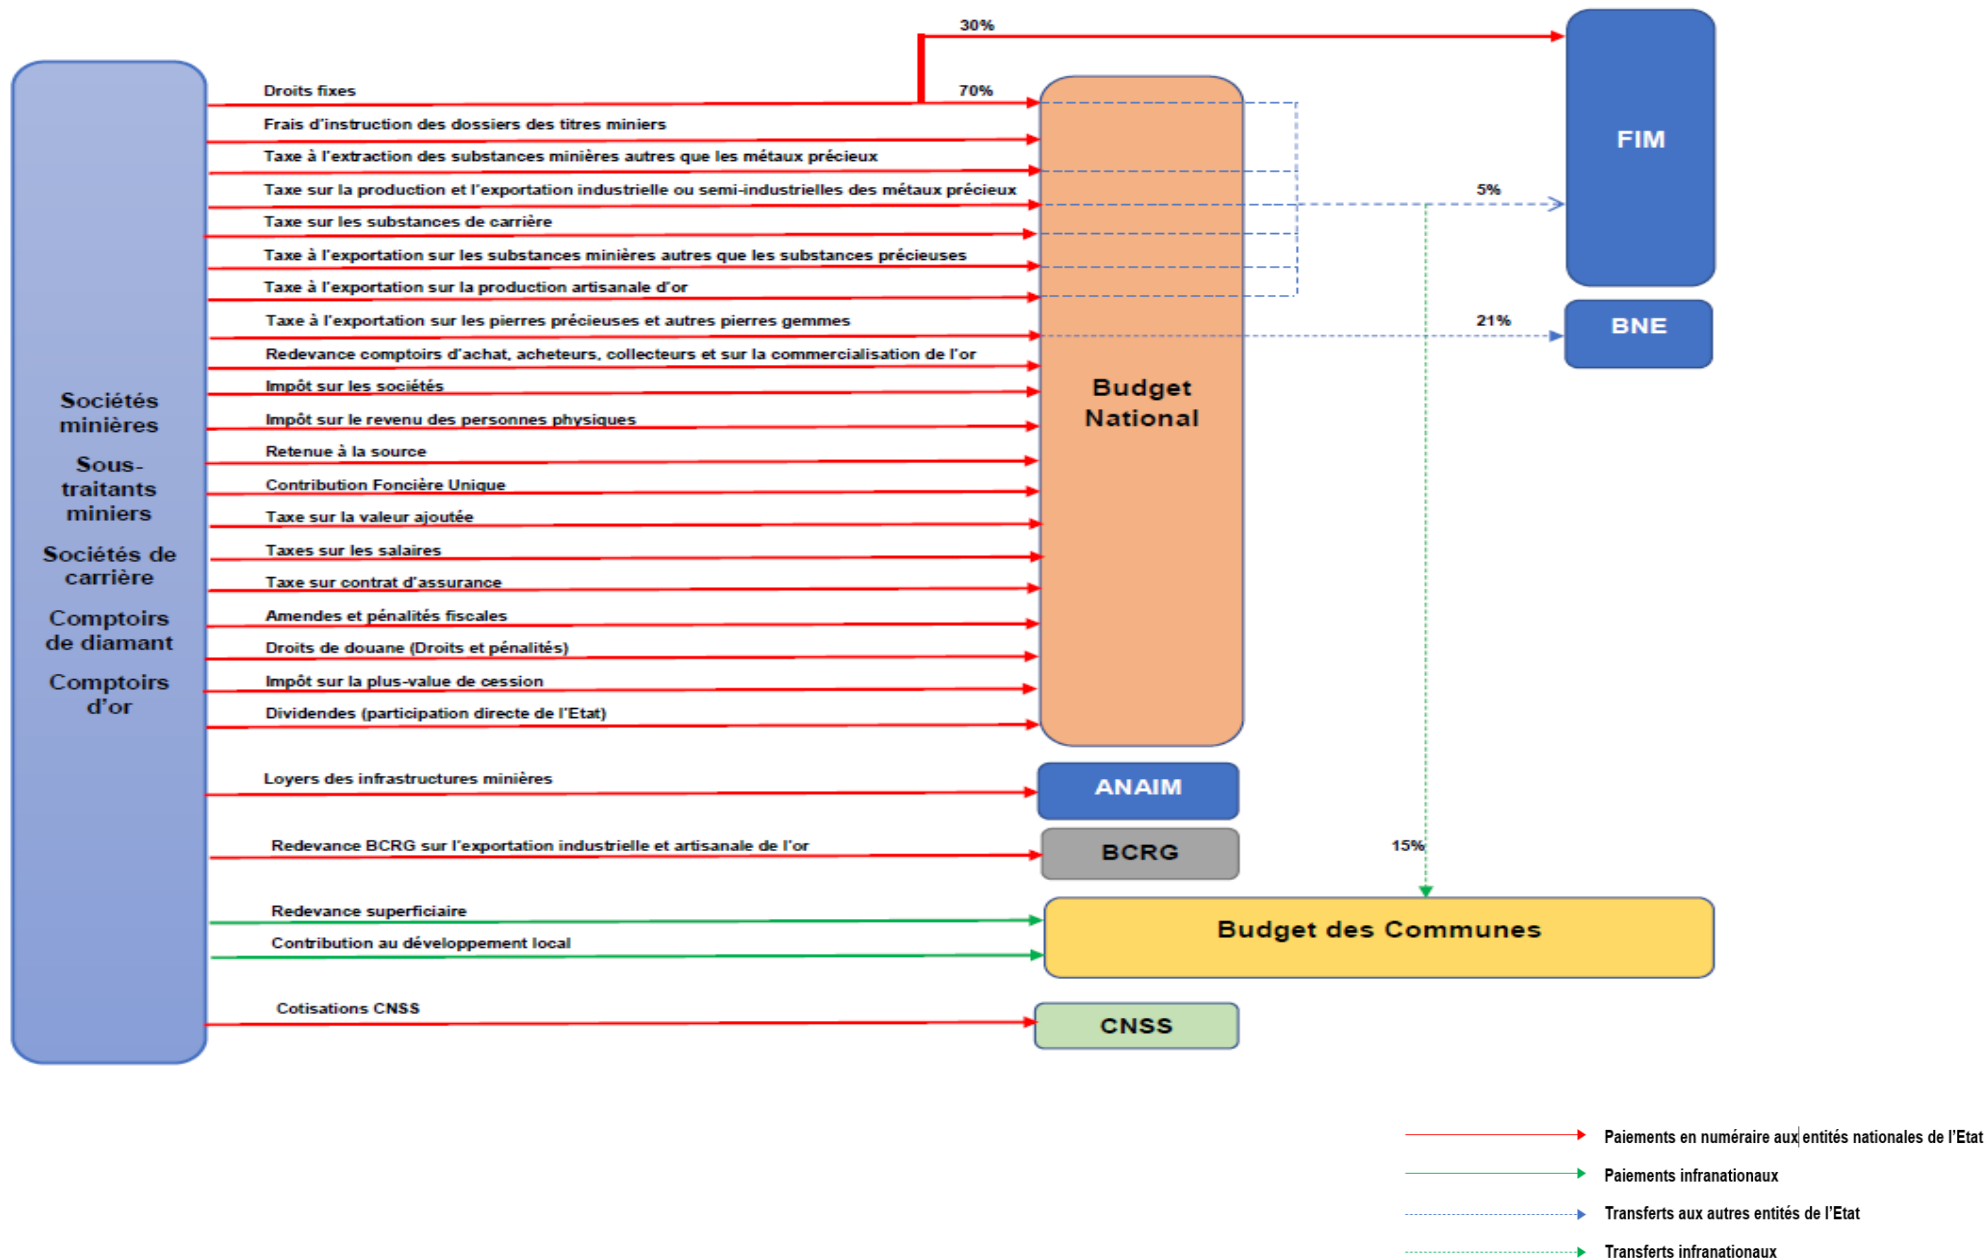 30%
FIM
Droits fixes
70%
Frais d'instruction des dossiers des titres miniers
Taxe à l'extraction des substances minières autres que les métaux précieux
Taxe sur la production et l'exportation industrielle ou semi-industrielles des métaux précieux
5%
Taxe sur les substances de carrière
Taxe à l'exportation sur les substances minières autres que les substances précieuses
Taxe à l'exportation sur la production artisanale d'or
Taxe à l'exportation sur les pierres précieuses et autres pierres gemmes
21%
BNE
Redevance comptoirs d'achat, acheteurs, collecteurs et sur la commercialisation de l'or
Impôt sur les sociétés
Impôt sur le revenu des personnes physiques
Retenue à la source
Contribution Foncière Unique
Taxe sur la valeur ajoutée
Taxes sur les salaires
Taxe sur contrat d'assurance
Amendes et pénalités fiscales
Droits de douane (Droits et pénalités)
Impôt sur la plus-value de cession
Dividendes (participation directe de l'Etat)
Budget
National
Sociétés
minières
Sous-
traitants
miniers
Sociétés de
carrière
Comptoirs
de diamant
Comptoirs
d'or
Loyers des infrastructures minières
ANAIM
Redevance BCRG sur l'exportation industrielle et artisanale de l'or
BCRG
15%
Redevance superficiaire
Contribution au développement local
Budget des Communes
Cotisations CNSS
CNSS
Paiements en numéraire aux entités nationales de l'Etat
Paiements infranationaux
Transferts aux autres entités de l'Etat
Transferts infranationaux